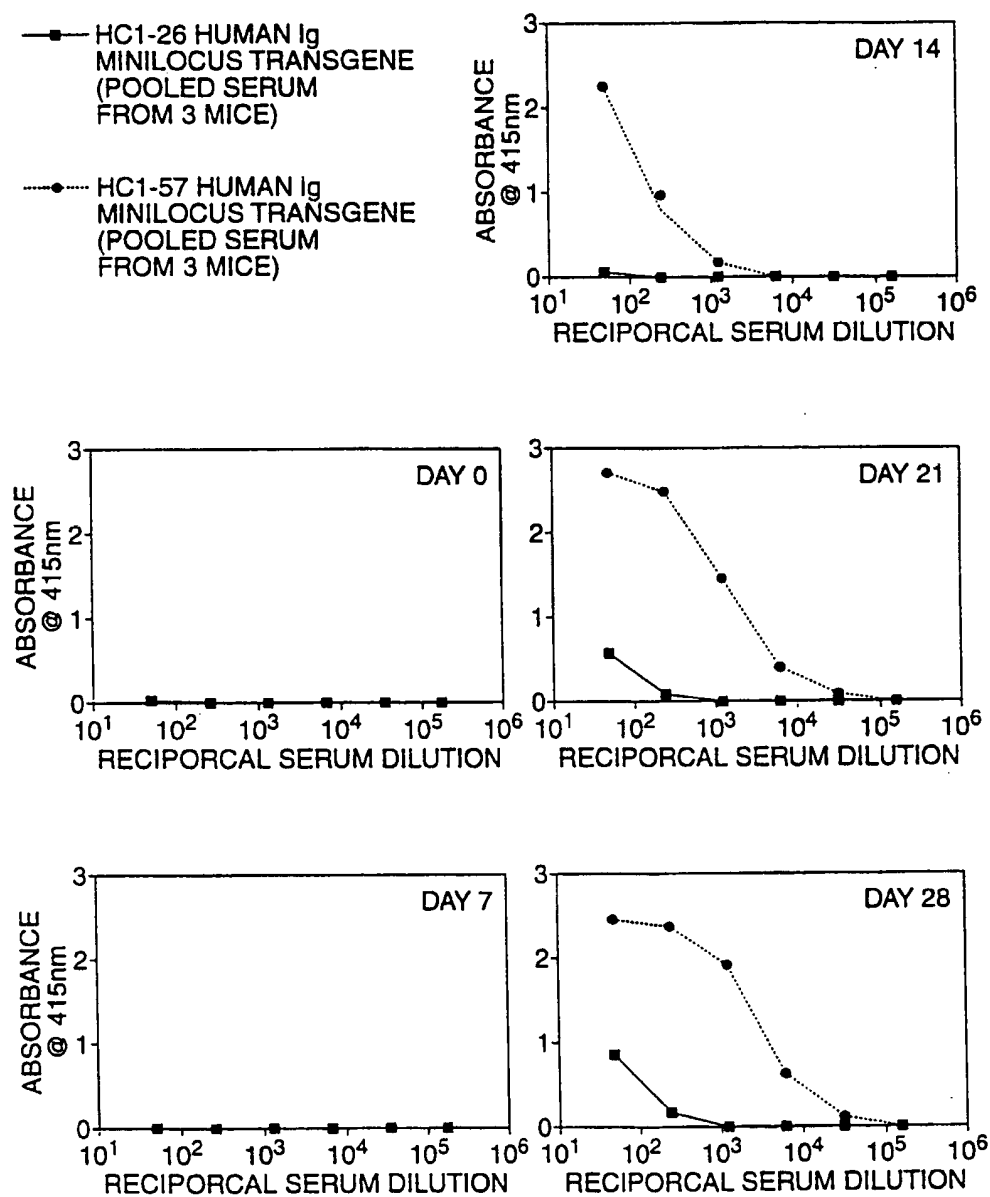 HC1-26 HUMAN Ig
MINILOCUS TRANSGENE
(POOLED SERUM
FROM 3 MICE)
HC1-57 HUMAN Ig
MINILOCUS TRANSGENE
(POOLED SERUM
FROM 3 MICE)
DAY 14
ABSORBANCE
@ 415nm
3
2
1
0
10¹ 10² 10³ 10⁴ 10⁵ 10⁶
RECIPORCAL SERUM DILUTION
DAY 0
ABSORBANCE
@ 415nm
3
2
1
0
10¹ 10² 10³ 10⁴ 10⁵ 10⁶
RECIPORCAL SERUM DILUTION
DAY 21
3
2
1
0
10¹ 10² 10³ 10⁴ 10⁵ 10⁶
RECIPORCAL SERUM DILUTION
DAY 7
ABSORBANCE
@ 415nm
3
2
1
0
10¹ 10² 10³ 10⁴ 10⁵ 10⁶
RECIPORCAL SERUM DILUTION
DAY 28
3
2
1
0
10¹ 10² 10³ 10⁴ 10⁵ 10⁶
RECIPORCAL SERUM DILUTION